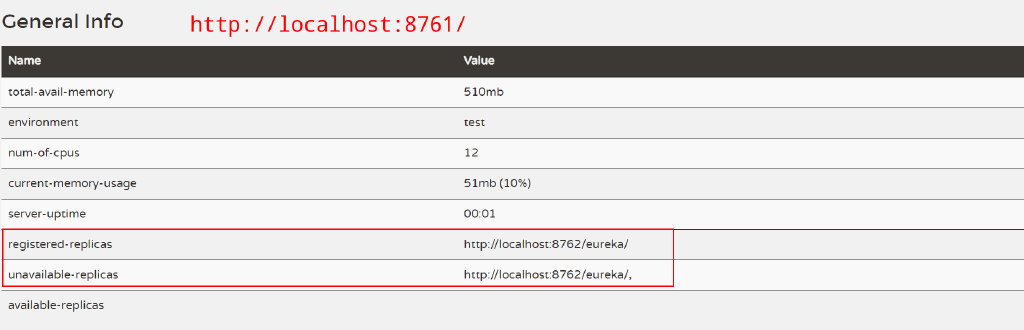 General Info http://localhost:8761/
Name Value
total-avail-memory 510mb
environment test
num-of-cpus 12
current-memory-usage 51mb (10%)
server-uptime 00:01
registered-replicas http://localhost:8762/eureka/
unavailable-replicas http://localhost:8762/eureka/,
available-replicas